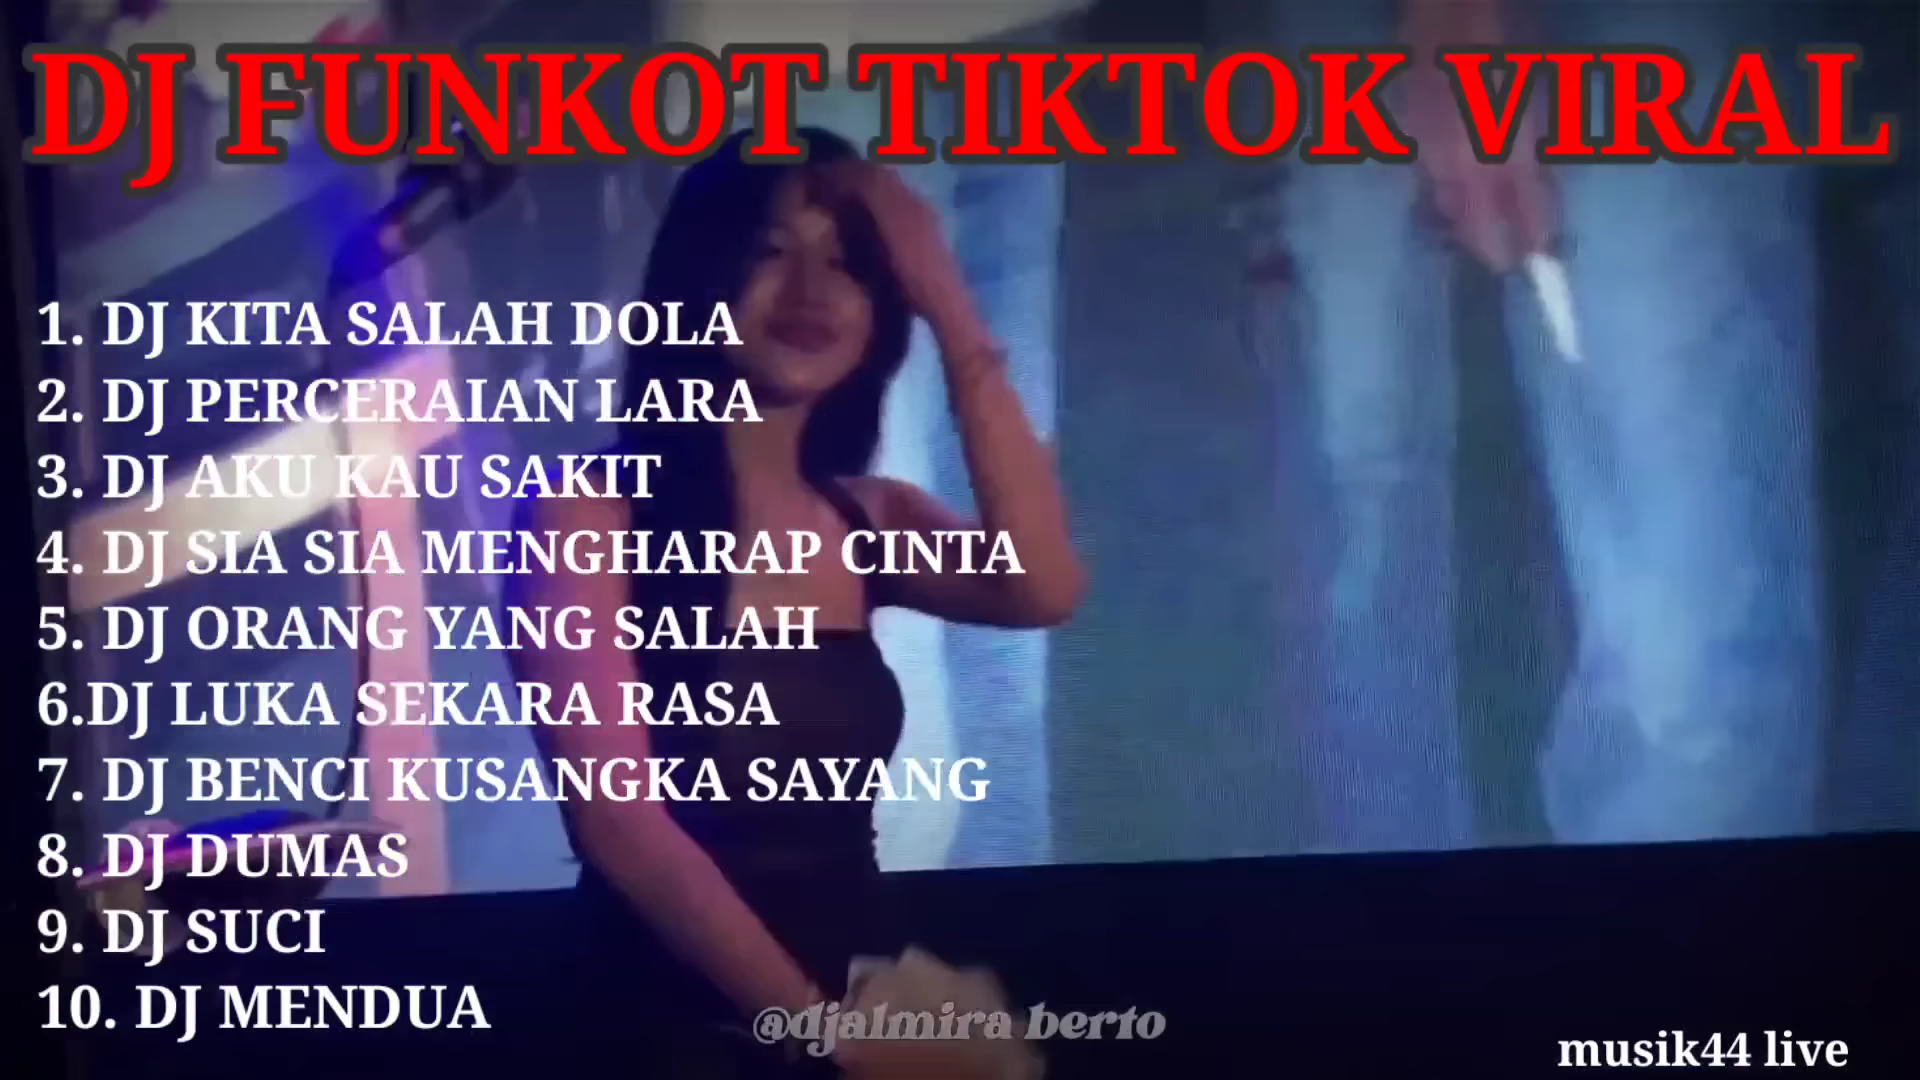 DJ FUNKOT TIKTOK VIRAL
1. DJ KITA SALAH DOLA
2. DJ PERCERAIAN LARA
3. DJ AKU KAU SAKIT
4. DJ SIA SIA MENGHARAP CINTA
5. DJ ORANG YANG SALAH
6.DJ LUKA SEKARA RASA
7. DJ BENCI KUSANGKA SAYANG
8. DJ DUMAS
9. DJ SUCI
10. DJ MENDUA
@djalmira berto
musik44 live